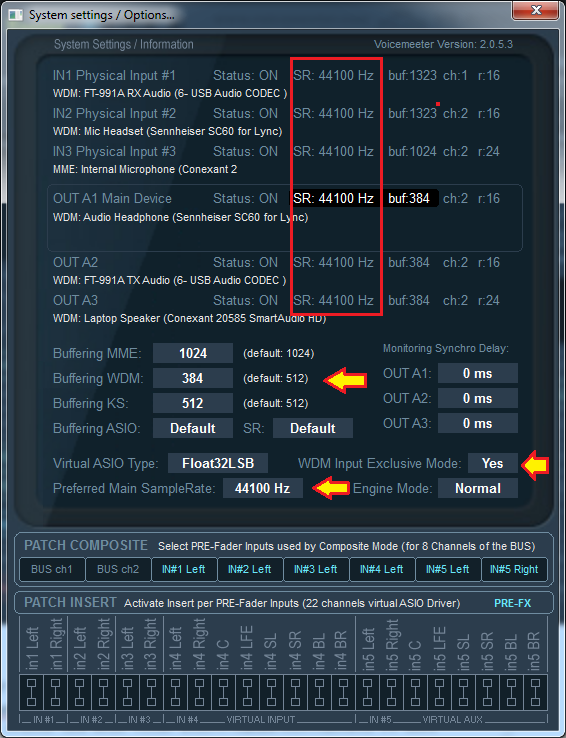 System settings / Options...
System Settings / Information Voicemeeter Version: 2.0.5.3
IN1 Physical Input #1 Status: ON SR: 44100 Hz buf:1323 ch:1 r:16
WDM: FT-991A RX Audio (6- USB Audio CODEC )
IN2 Physical Input #2 Status: ON SR: 44100 Hz buf:1323 ch:2 r:16
WDM: Mic Headset (Sennheiser SC60 for Lync)
IN3 Physical Input #3 Status: ON SR: 44100 Hz buf:1024 ch:2 r:24
MME: Internal Microphone (Conexant 2
OUT A1 Main Device Status: ON SR: 44100 Hz buf:384 ch:2 r:16
WDM: Audio Headphone (Sennheiser SC60 for Lync)
OUT A2 Status: ON SR: 44100 Hz buf:384 ch:2 r:16
WDM: FT-991A TX Audio (6- USB Audio CODEC )
OUT A3 Status: ON SR: 44100 Hz buf:384 ch:2 r:24
WDM: Laptop Speaker (Conexant 20585 SmartAudio HD)
Buffering MME: 1024 (default: 1024) Monitoring Synchro Delay:
Buffering WDM: 384 (default: 512) OUT A1: 0 ms
Buffering KS: 512 (default: 512) OUT A2: 0 ms
Buffering ASIO: Default SR: Default OUT A3: 0 ms
Virtual ASIO Type: Float32LSB WDM Input Exclusive Mode: Yes
Preferred Main SampleRate: 44100 Hz Engine Mode: Normal
PATCH COMPOSITE Select PRE-Fader Inputs used by Composite Mode (for 8 Channels of the BUS)
BUS ch1 BUS ch2 IN#1 Left IN#2 Left IN#3 Left IN#4 Left IN#5 Left IN#5 Right
PATCH INSERT Activate Insert per PRE-Fader Inputs (22 channels virtual ASIO Driver) PRE-FX
in1 Left in1 Right in2 Left in2 Right in3 Left in3 Right in4 Left in4 Right in4 C in4 LFE in4 SL in4 SR in4 BL in4 BR in5 Left in5 Right in5 C in5 LFE in5 SL in5 SR in5 BL in5 BR
IN #1 IN #2 IN #3 IN #4 VIRTUAL INPUT IN #5 VIRTUAL AUX